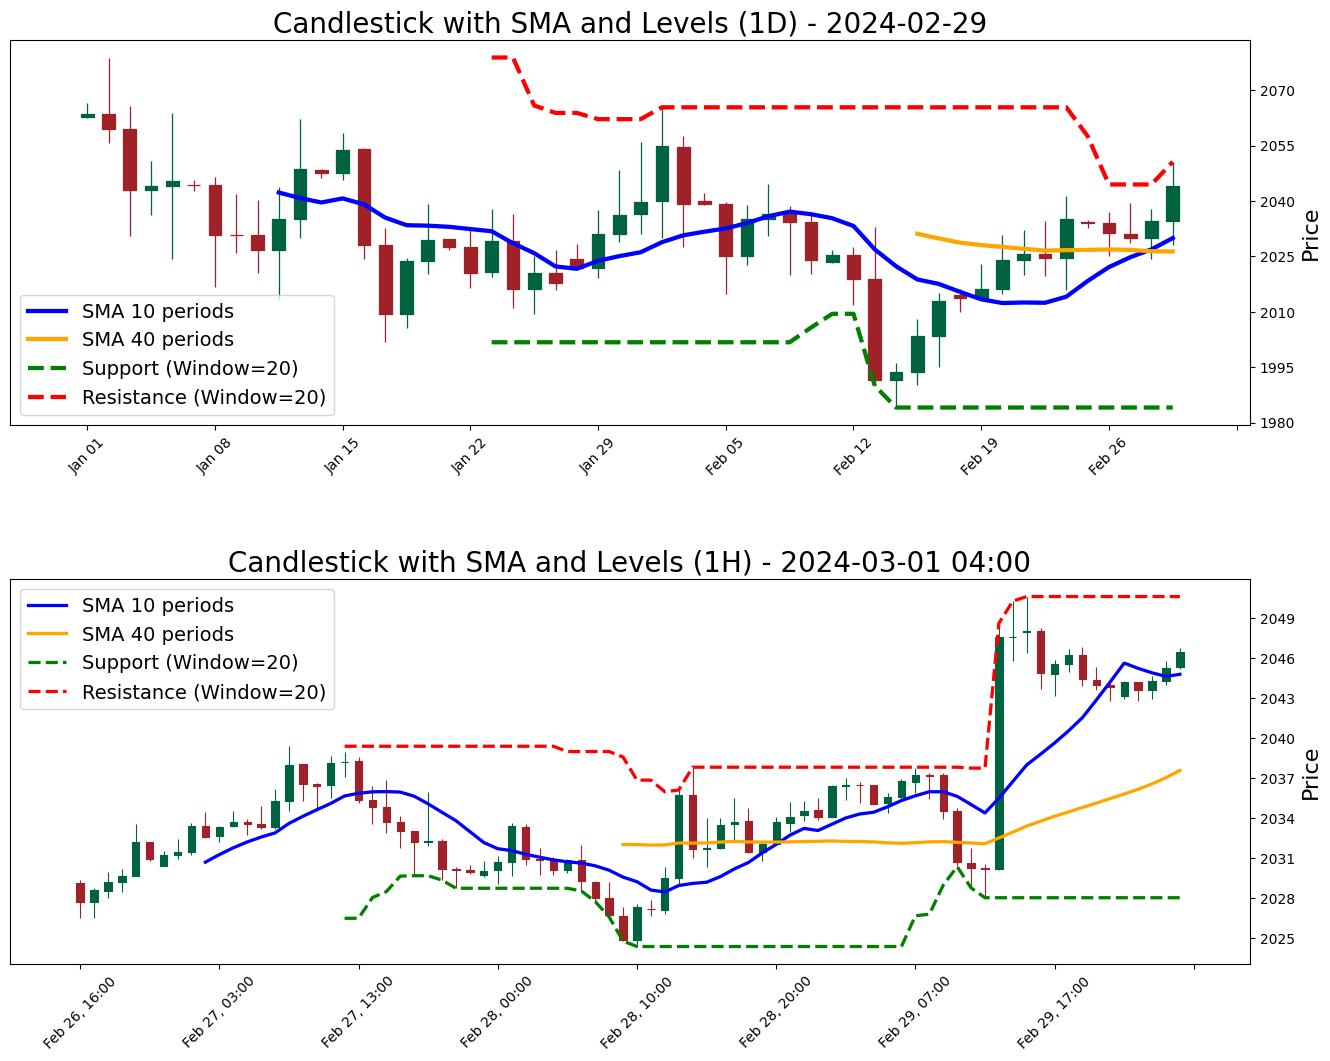 Candlestick with SMA and Levels (1D) - 2024-02-29
2070
2055
2040
2025
2010
1995
1980
Price
SMA 10 periods
SMA 40 periods
Support (Window=20)
Resistance (Window=20)
Jan 01
Jan 08
Jan 15
Jan 22
Jan 29
Feb 05
Feb 12
Feb 19
Feb 26
Candlestick with SMA and Levels (1H) - 2024-03-01 04:00
SMA 10 periods
SMA 40 periods
Support (Window=20)
Resistance (Window=20)
2049
2046
2043
2040
2037
2034
2031
2028
2025
Price
Feb 26, 16:00
Feb 27, 03:00
Feb 27, 13:00
Feb 28, 00:00
Feb 28, 10:00
Feb 28, 20:00
Feb 29, 07:00
Feb 29, 17:00